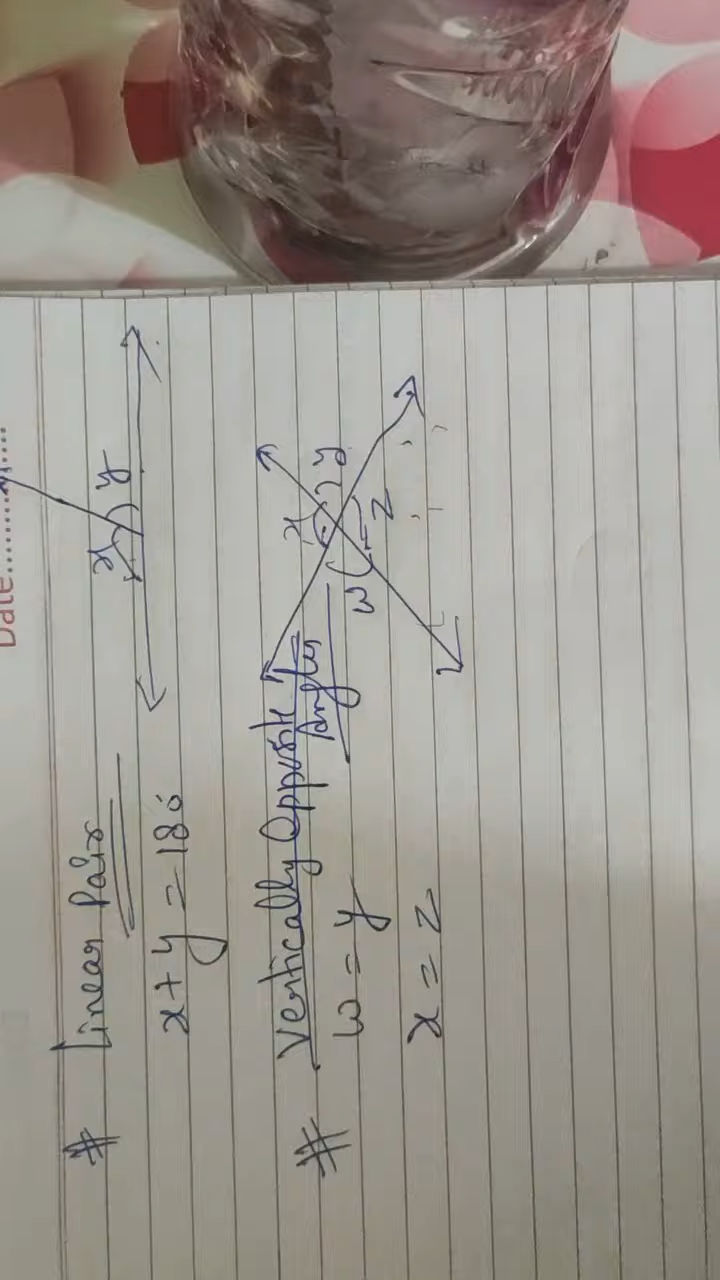 Date..........
# Linear Pair
x y
x + y = 180
# Vertically Opposite
angles
x
y
w
z
w = y
x = z